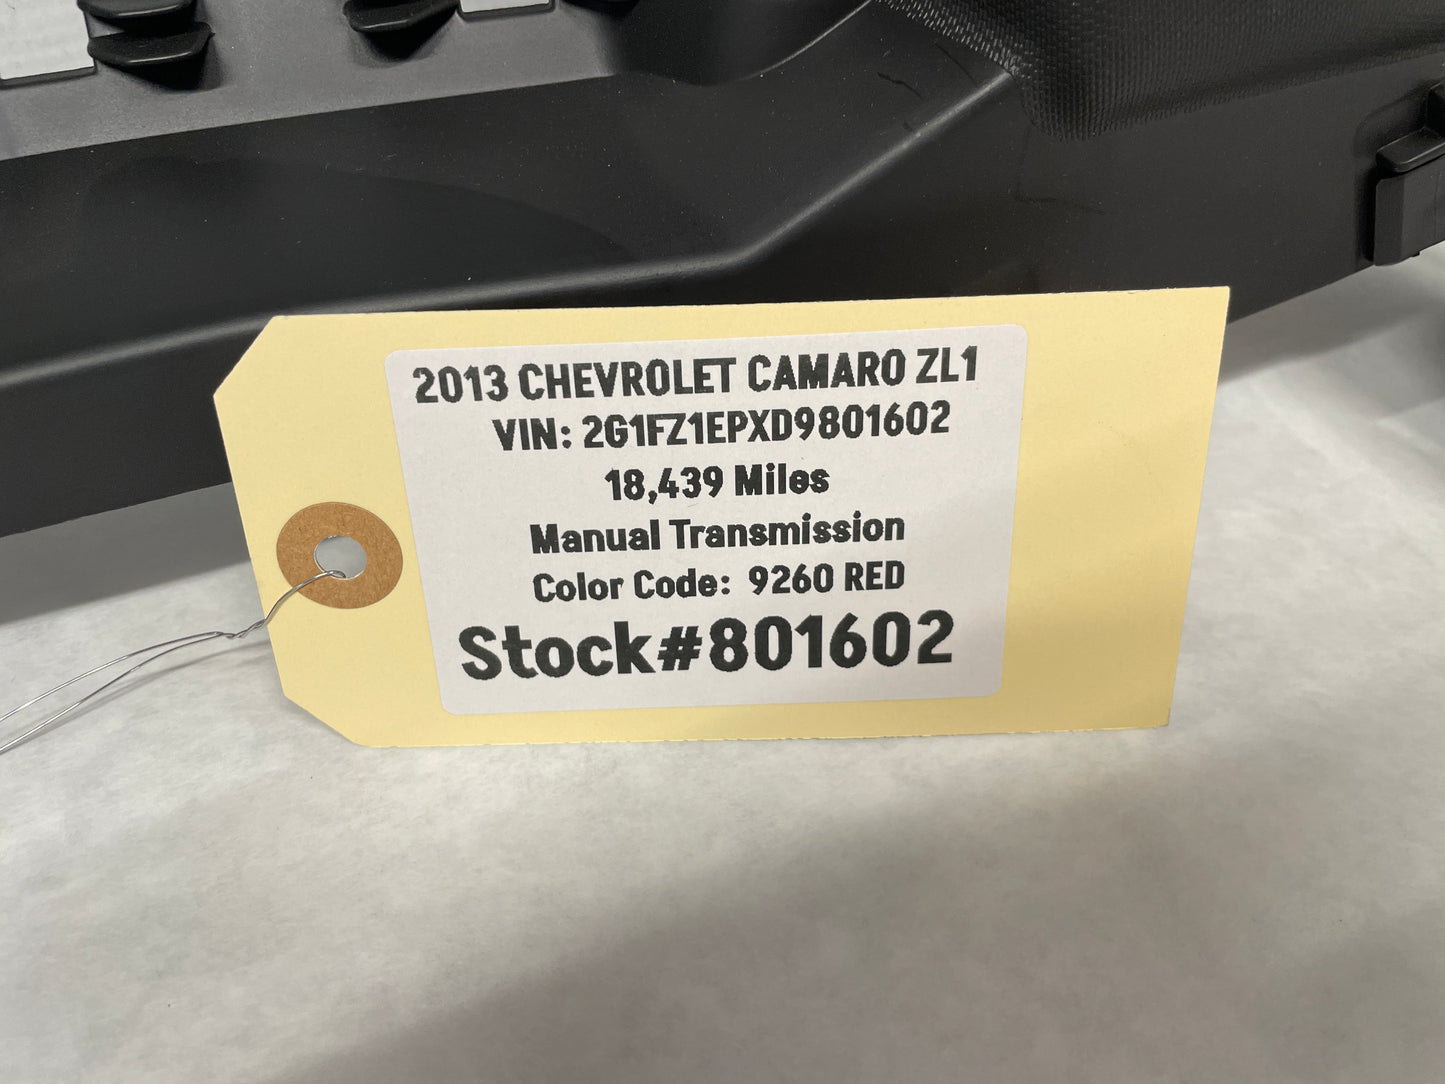 2013 CHEVROLET CAMARO ZL1
VIN: 2G1FZ1EPXD9801602
18,439 Miles
Manual Transmission
Color Code: 9260 RED
Stock#801602